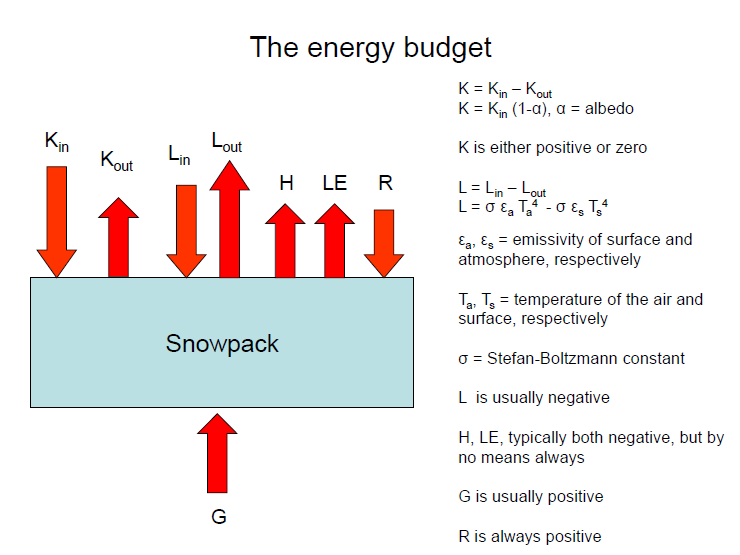 The energy budget
K = Kin – Kout
K = Kin (1-α), α = albedo
K is either positive or zero
L = Lin – Lout
L = σ εa Ta4 - σ εs Ts4
εa, εs = emissivity of surface and
atmosphere, respectively
Ta, Ts = temperature of the air and
surface, respectively
σ = Stefan-Boltzmann constant
L  is usually negative
H, LE, typically both negative, but by
no means always
G is usually positive
R is always positive
Kin
Kout
Lin
Lout
H
LE
R
Snowpack
G